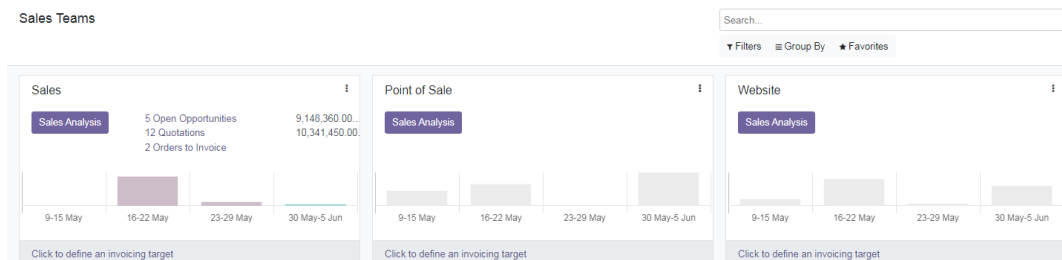 Sales Teams
Search...
Filters Group By Favorites
Sales
Sales Analysis
5 Open Opportunities 9,148,360.00...
12 Quotations 10,341,450.00.
2 Orders to Invoice
9-15 May 16-22 May 23-29 May 30 May-5 Jun
Click to define an invoicing target
Point of Sale
Sales Analysis
9-15 May 16-22 May 23-29 May 30 May-5 Jun
Click to define an invoicing target
Website
Sales Analysis
9-15 May 16-22 May 23-29 May 30 May-5 Jun
Click to define an invoicing target